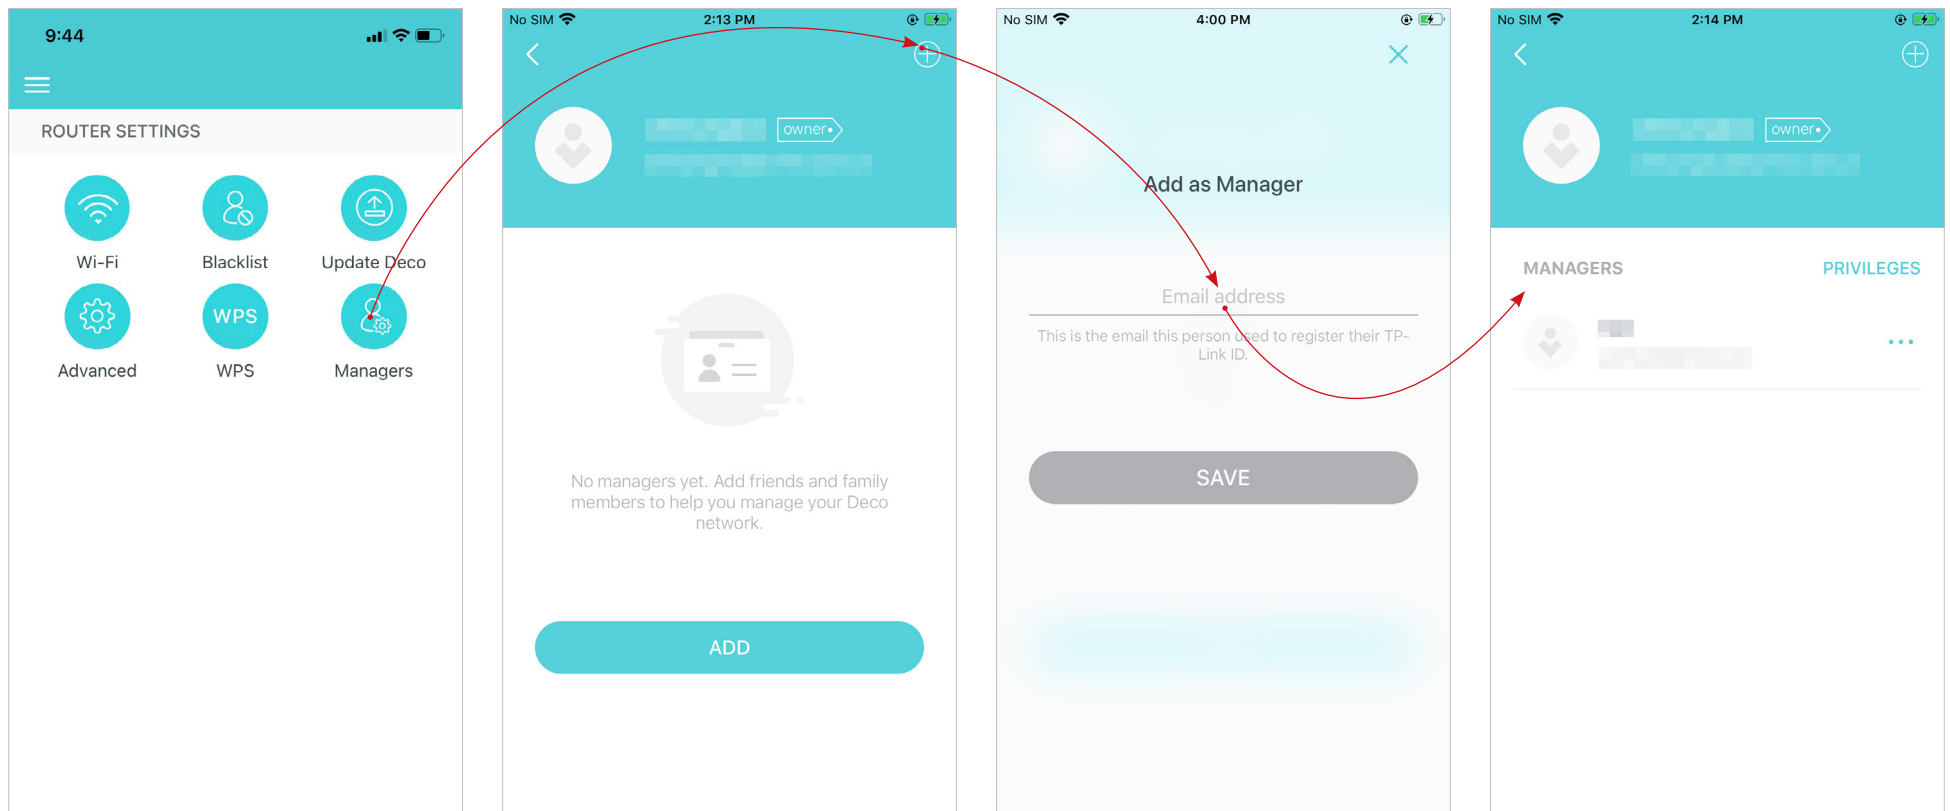 9:44
ROUTER SETTINGS
Wi-Fi
Blacklist
Update Deco
WPS
Advanced
WPS
Managers
No SIM
2:13 PM
owner
No managers yet. Add friends and family
members to help you manage your Deco
network.
ADD
No SIM
4:00 PM
Add as Manager
Email address
This is the email this person used to register their TP-
Link ID.
SAVE
No SIM
2:14 PM
owner
MANAGERS
PRIVILEGES